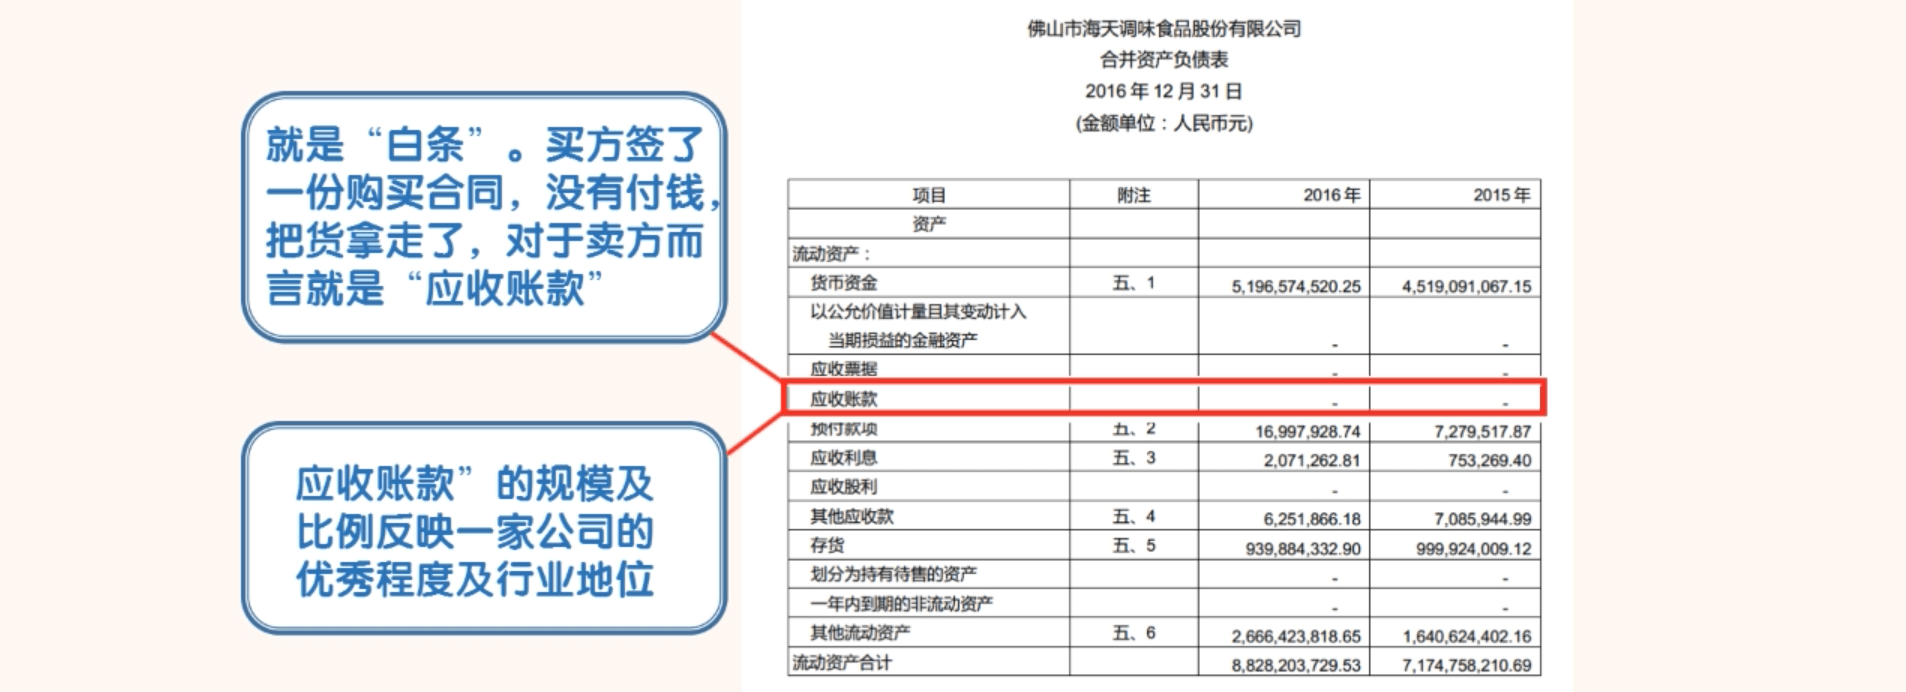 就是“白条”。买方签了
一份购买合同，没有付钱，
把货拿走了，对于卖方而
言就是“应收账款”
应收账款”的规模及
比例反映一家公司的
优秀程度及行业地位
佛山市海天调味食品股份有限公司
合并资产负债表
2016 年 12 月 31 日
(金额单位：人民币元)
项目 附注 2016 年 2015 年
资产
流动资产：
货币资金 五、1 5,196,574,520.25 4,519,091,067.15
以公允价值计量且其变动计入
当期损益的金融资产 - -
应收票据 - -
应收账款 - -
预付款项 五、2 16,997,928.74 7,279,517.87
应收利息 五、3 2,071,262.81 753,269.40
应收股利 - -
其他应收款 五、4 6,251,866.18 7,085,944.99
存货 五、5 939,884,332.90 999,924,009.12
划分为持有待售的资产 - -
一年内到期的非流动资产 - -
其他流动资产 五、6 2,666,423,818.65 1,640,624,402.16
流动资产合计 8,828,203,729.53 7,174,758,210.69